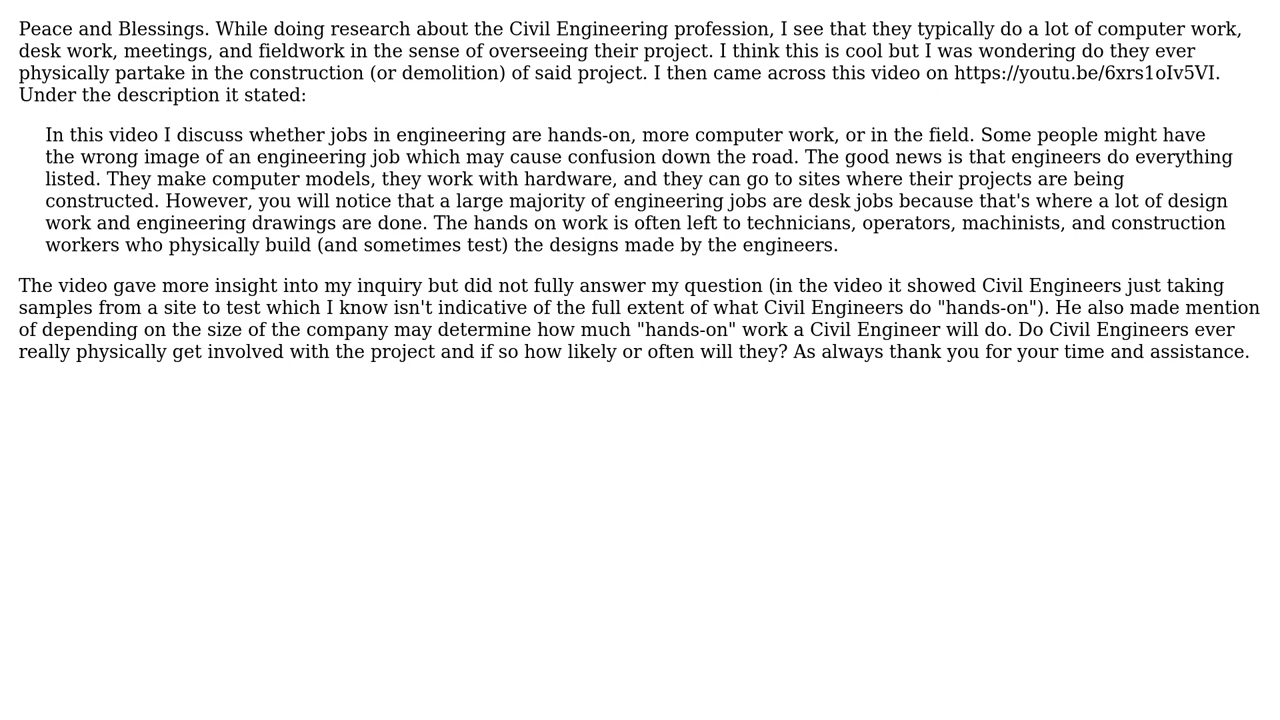 Peace and Blessings. While doing research about the Civil Engineering profession, I see that they typically do a lot of computer work,
desk work, meetings, and fieldwork in the sense of overseeing their project. I think this is cool but I was wondering do they ever
physically partake in the construction (or demolition) of said project. I then came across this video on https://youtu.be/6xrs1oIv5VI.
Under the description it stated:
In this video I discuss whether jobs in engineering are hands-on, more computer work, or in the field. Some people might have
the wrong image of an engineering job which may cause confusion down the road. The good news is that engineers do everything
listed. They make computer models, they work with hardware, and they can go to sites where their projects are being
constructed. However, you will notice that a large majority of engineering jobs are desk jobs because that's where a lot of design
work and engineering drawings are done. The hands on work is often left to technicians, operators, machinists, and construction
workers who physically build (and sometimes test) the designs made by the engineers.
The video gave more insight into my inquiry but did not fully answer my question (in the video it showed Civil Engineers just taking
samples from a site to test which I know isn't indicative of the full extent of what Civil Engineers do "hands-on"). He also made mention
of depending on the size of the company may determine how much "hands-on" work a Civil Engineer will do. Do Civil Engineers ever
really physically get involved with the project and if so how likely or often will they? As always thank you for your time and assistance.